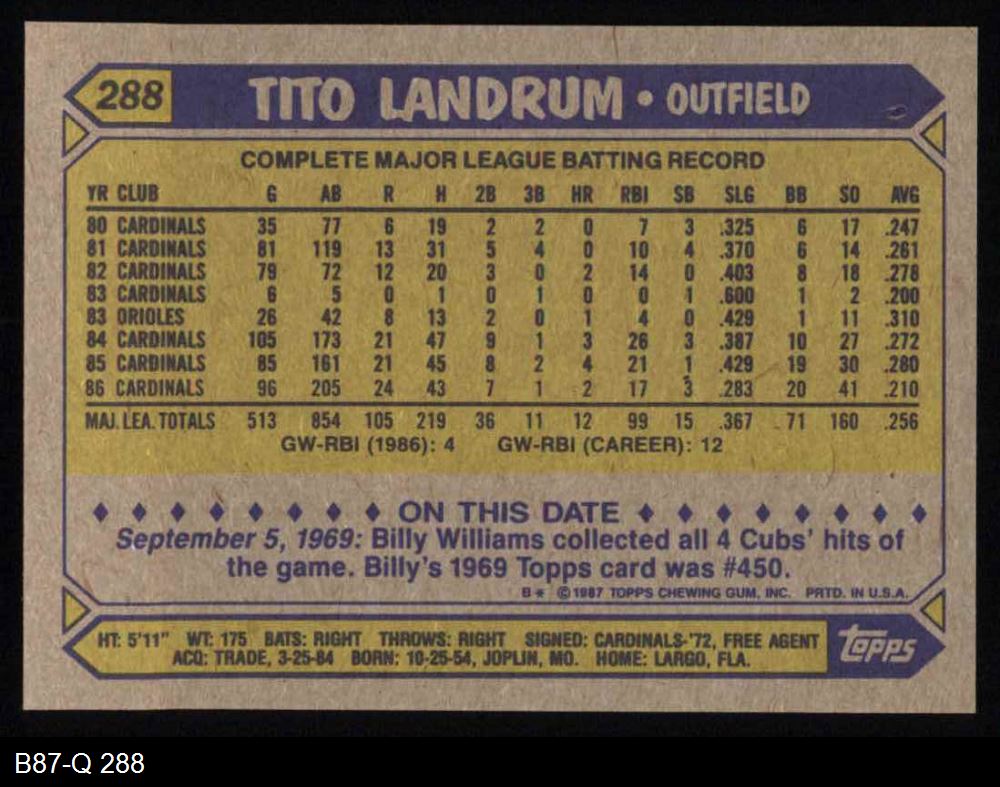 288 TITO LANDRUM • OUTFIELD
COMPLETE MAJOR LEAGUE BATTING RECORD
YR CLUB G AB R H 2B 3B HR RBI SB SLG BB SO AVG
80 CARDINALS 35 77 6 19 2 2 0 7 3 .325 6 17 .247
81 CARDINALS 81 119 13 31 5 4 0 10 4 .370 6 14 .261
82 CARDINALS 79 72 12 20 3 0 2 14 0 .403 8 18 .278
83 CARDINALS 6 5 0 1 0 1 0 0 1 .600 1 2 .200
83 ORIOLES 26 42 8 13 2 0 1 4 0 .429 1 11 .310
84 CARDINALS 105 173 21 47 9 1 3 26 3 .387 10 27 .272
85 CARDINALS 85 161 21 45 8 2 4 21 1 .429 19 30 .280
86 CARDINALS 96 205 24 43 7 1 2 17 3 .283 20 41 .210
MAJ. LEA. TOTALS 513 854 105 219 36 11 12 99 15 .367 71 160 .256
GW-RBI (1986): 4 GW-RBI (CAREER): 12
ON THIS DATE
September 5, 1969: Billy Williams collected all 4 Cubs' hits of
the game. Billy's 1969 Topps card was #450.
B* ©1987 TOPPS CHEWING GUM, INC. PRTD. IN U.S.A.
HT: 5'11" WT: 175 BATS: RIGHT THROWS: RIGHT SIGNED: CARDINALS-'72, FREE AGENT
ACQ: TRADE, 3-25-84 BORN: 10-25-54, JOPLIN, MO. HOME: LARGO, FLA.
topps
B87-Q 288